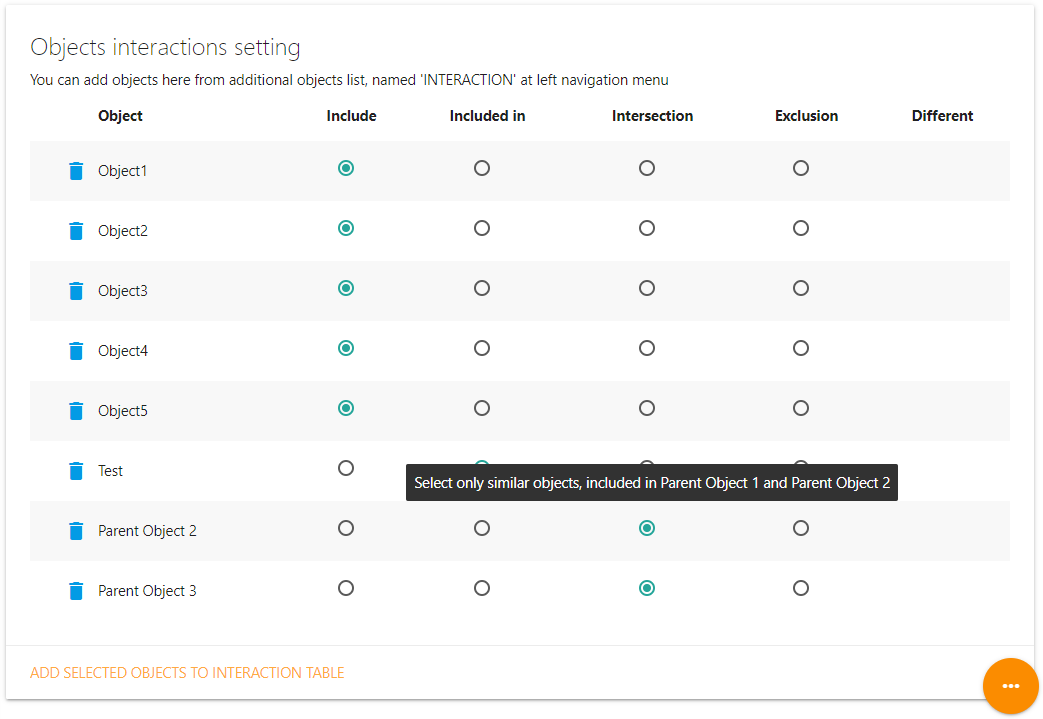 Objects interactions setting
You can add objects here from additional objects list, named 'INTERACTION' at left navigation menu
Object Include Included in Intersection Exclusion Different
Object1
Object2
Object3
Object4
Object5
Test
Select only similar objects, included in Parent Object 1 and Parent Object 2
Parent Object 2
Parent Object 3
ADD SELECTED OBJECTS TO INTERACTION TABLE